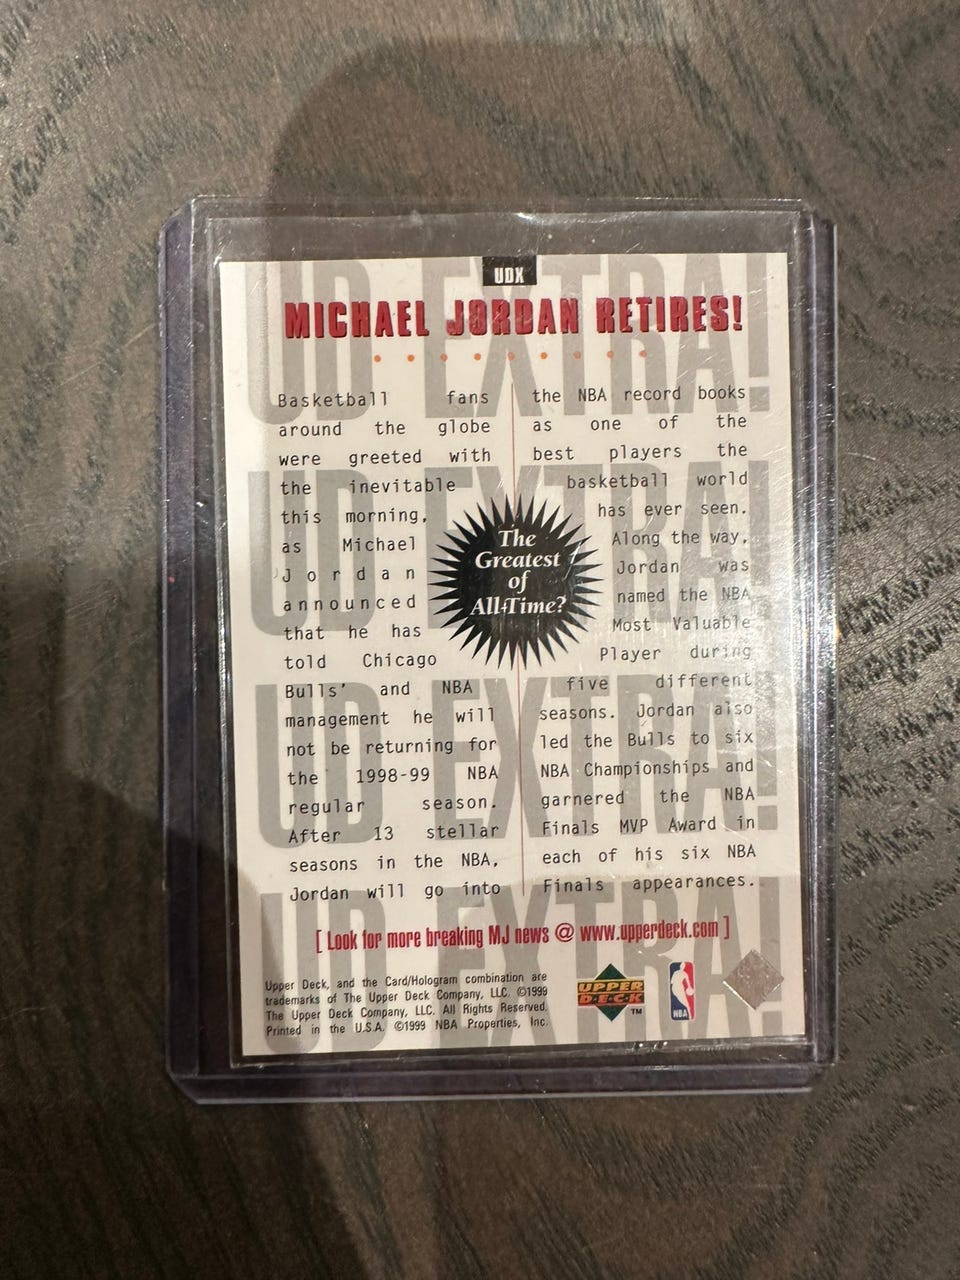 UDX
MICHAEL JORDAN RETIRES!
Basketball fans
around the globe
were greeted with
the inevitable
this morning,
as Michael
Jordan
announced
that he has
told Chicago
Bulls' and NBA
management he will
not be returning for
the 1998-99 NBA
regular season.
After 13 stellar
seasons in the NBA,
Jordan will go into
The
Greatest
of
All-Time?
the NBA record books
as one of the
best players the
basketball world
has ever seen.
Along the way,
Jordan was
named the NBA
Most Valuable
Player during
five different
seasons. Jordan also
led the Bulls to six
NBA Championships and
garnered the NBA
Finals MVP Award in
each of his six NBA
Finals appearances.
[ Look for more breaking MJ news @ www.upperdeck.com ]
Upper Deck, and the Card/Hologram combination are
trademarks of The Upper Deck Company, LLC. ©1999
The Upper Deck Company, LLC. All Rights Reserved.
Printed in the U.S.A. ©1999 NBA Properties, Inc.
UPPER
DECK
TM
NBA
UD EXTRA!
UD EXTRA!
UD EXTRA!
UD EXTRA!